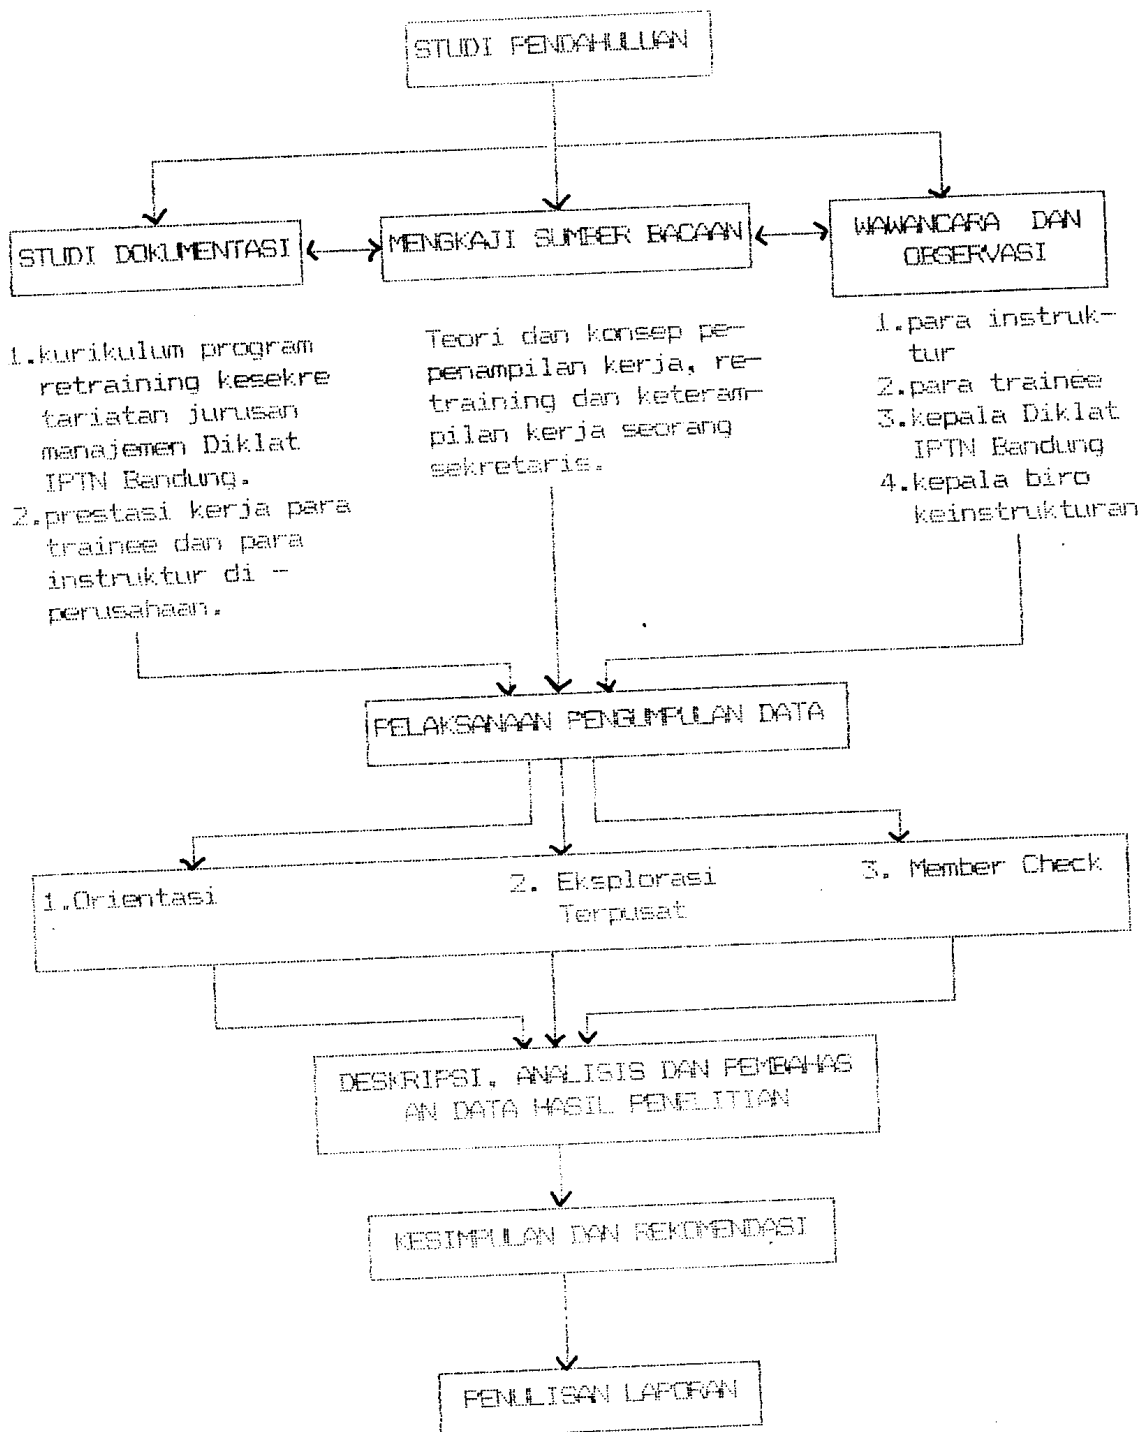 STUDI PENDAHULUAN
STUDI DOKUMENTASI
MENGKAJI SUMBER BACAAN
WAWANCARA DAN
OBSERVASI
1.kurikulum program
retraining kesekre
tariatan jurusan
manajemen Diklat
IPTN Bandung.
2.prestasi kerja para
trainee dan para
instruktur di -
perusahaan.
Teori dan konsep pe-
penampilan kerja, re-
training dan keteram-
pilan kerja seorang
sekretaris.
1.para instruk-
tur
2.para trainee
3.kepala Diklat
IPTN Bandung
4.kepala biro
keinstrukturan
PELAKSANAAN PENGUMPULAN DATA
1.Orientasi
2. Eksplorasi
Terpusat
3. Member Check
DESKRIPSI, ANALISIS DAN PEMBAHAS
AN DATA HASIL PENELITIAN
KESIMPULAN DAN REKOMENDASI
PENULISAN LAPORAN